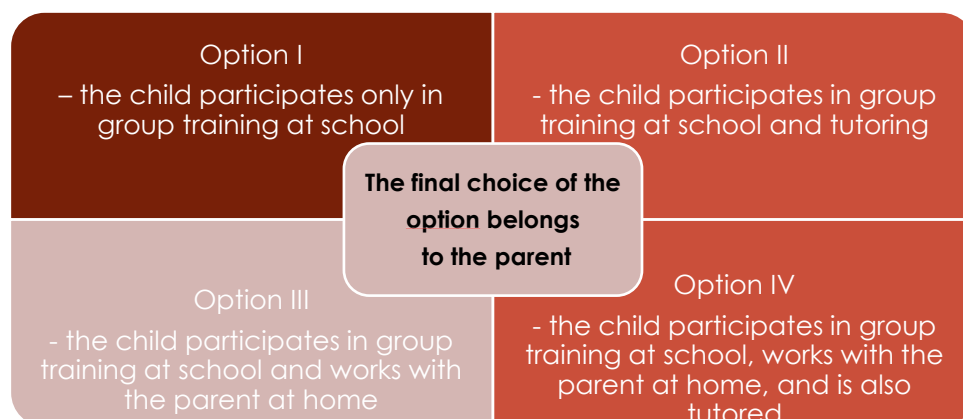 Option I
– the child participates only in
group training at school
Option II
- the child participates in group
training at school and tutoring
The final choice of the
option belongs
to the parent
Option III
- the child participates in group
training at school and works with
the parent at home
Option IV
- the child participates in group
training at school, works with the
parent at home, and is also
tutored